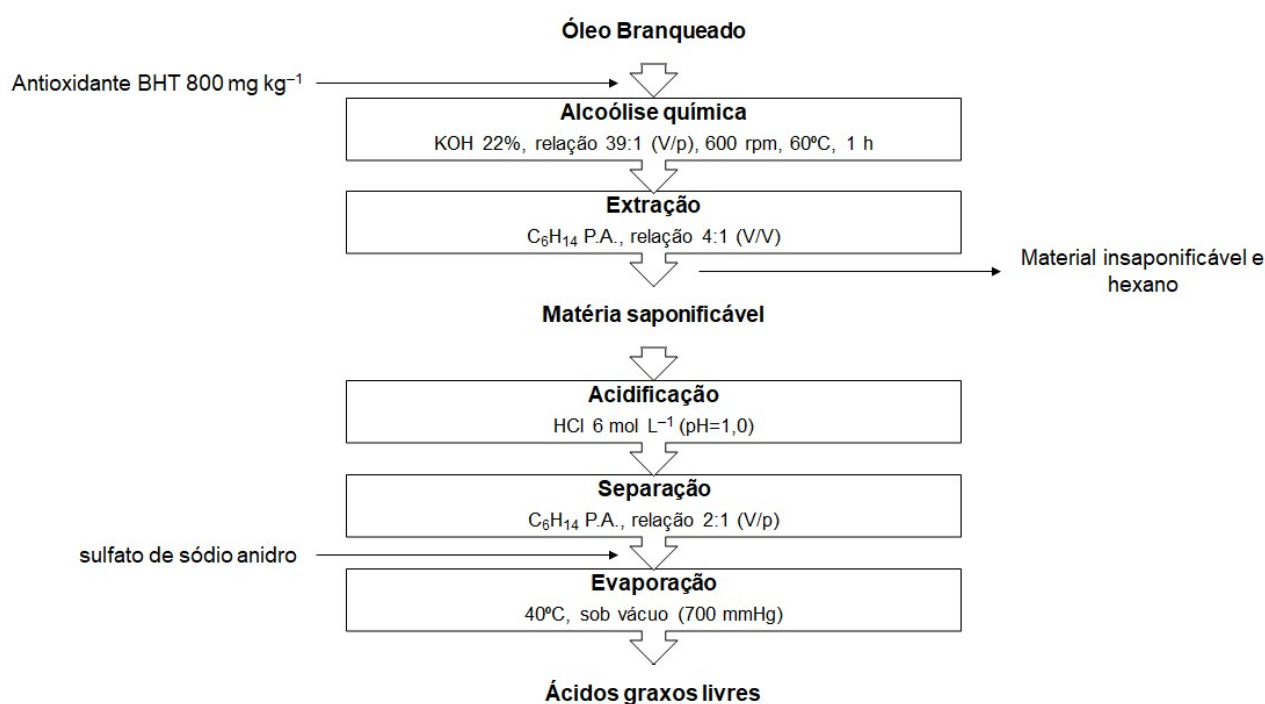 Óleo Branqueado
Antioxidante BHT 800 mg kg⁻¹
Alcoólise química
KOH 22%, relação 39:1 (V/p), 600 rpm, 60ºC, 1 h
Extração
C₆H₁₄ P.A., relação 4:1 (V/V)
Material insaponificável e
hexano
Matéria saponificável
Acidificação
HCl 6 mol L⁻¹ (pH=1,0)
Separação
C₆H₁₄ P.A., relação 2:1 (V/p)
sulfato de sódio anidro
Evaporação
40ºC, sob vácuo (700 mmHg)
Ácidos graxos livres